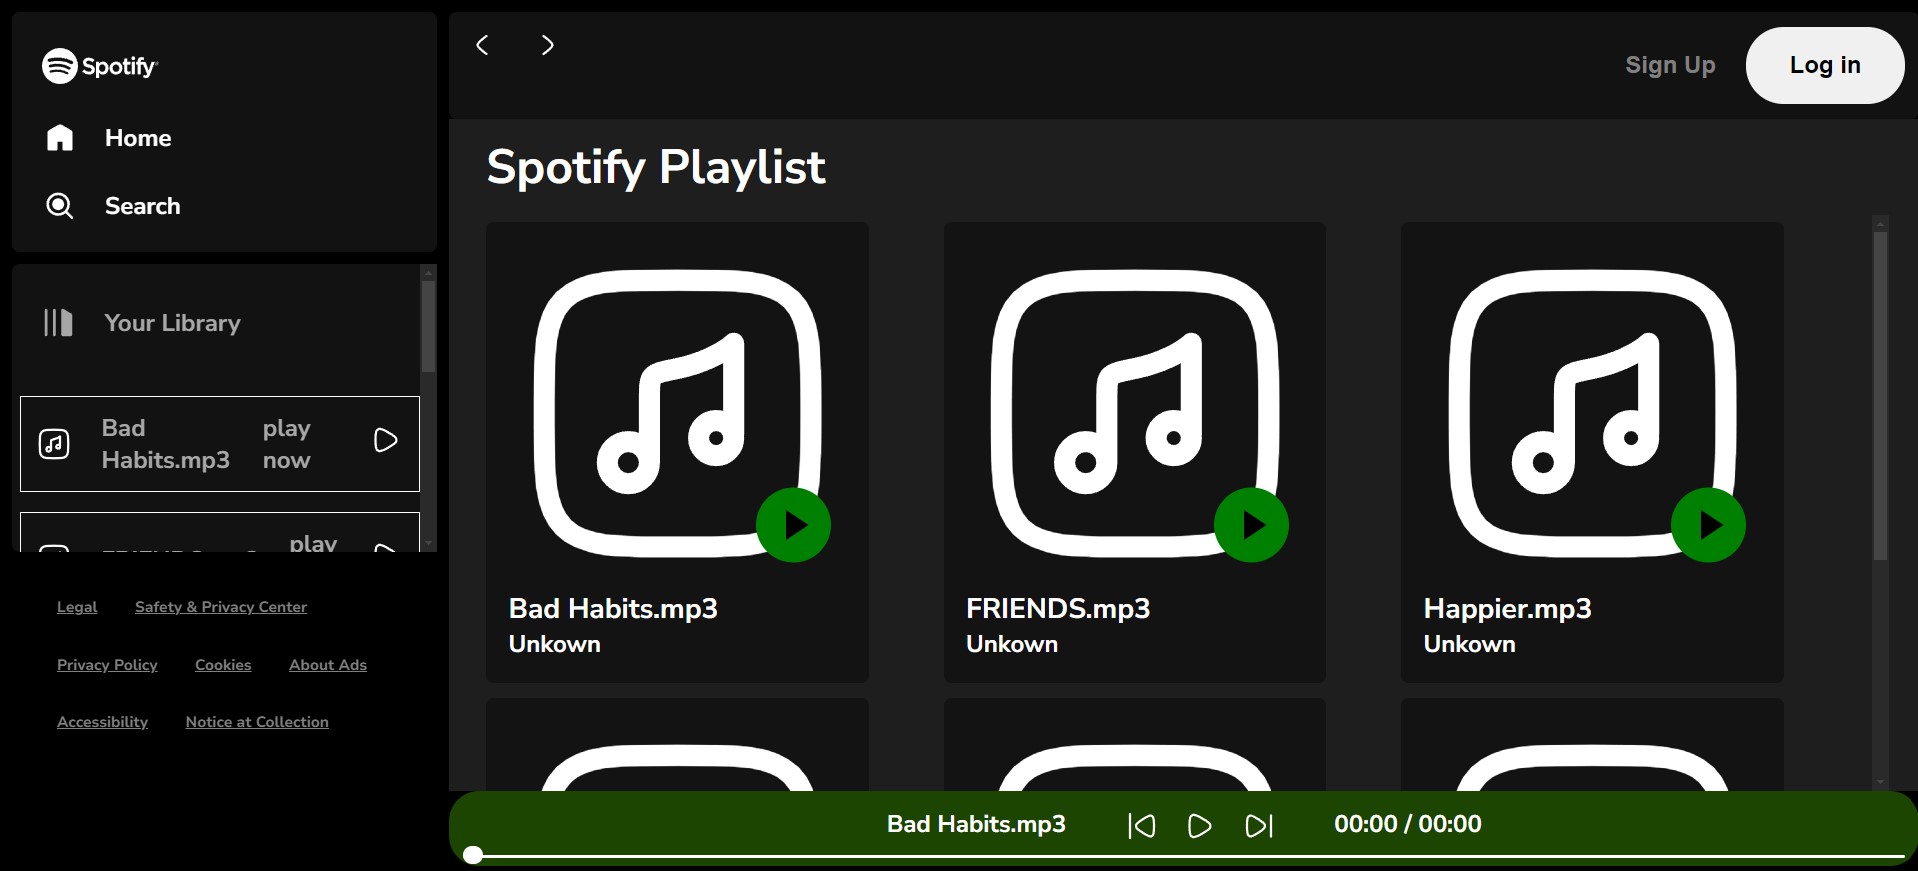 Spotify
Home
Search
Your Library
Bad
Habits.mp3
play
now
play
Legal
Safety & Privacy Center
Privacy Policy
Cookies
About Ads
Accessibility
Notice at Collection
Sign Up
Log in
Spotify Playlist
Bad Habits.mp3
Unkown
FRIENDS.mp3
Unkown
Happier.mp3
Unkown
Bad Habits.mp3
00:00 / 00:00